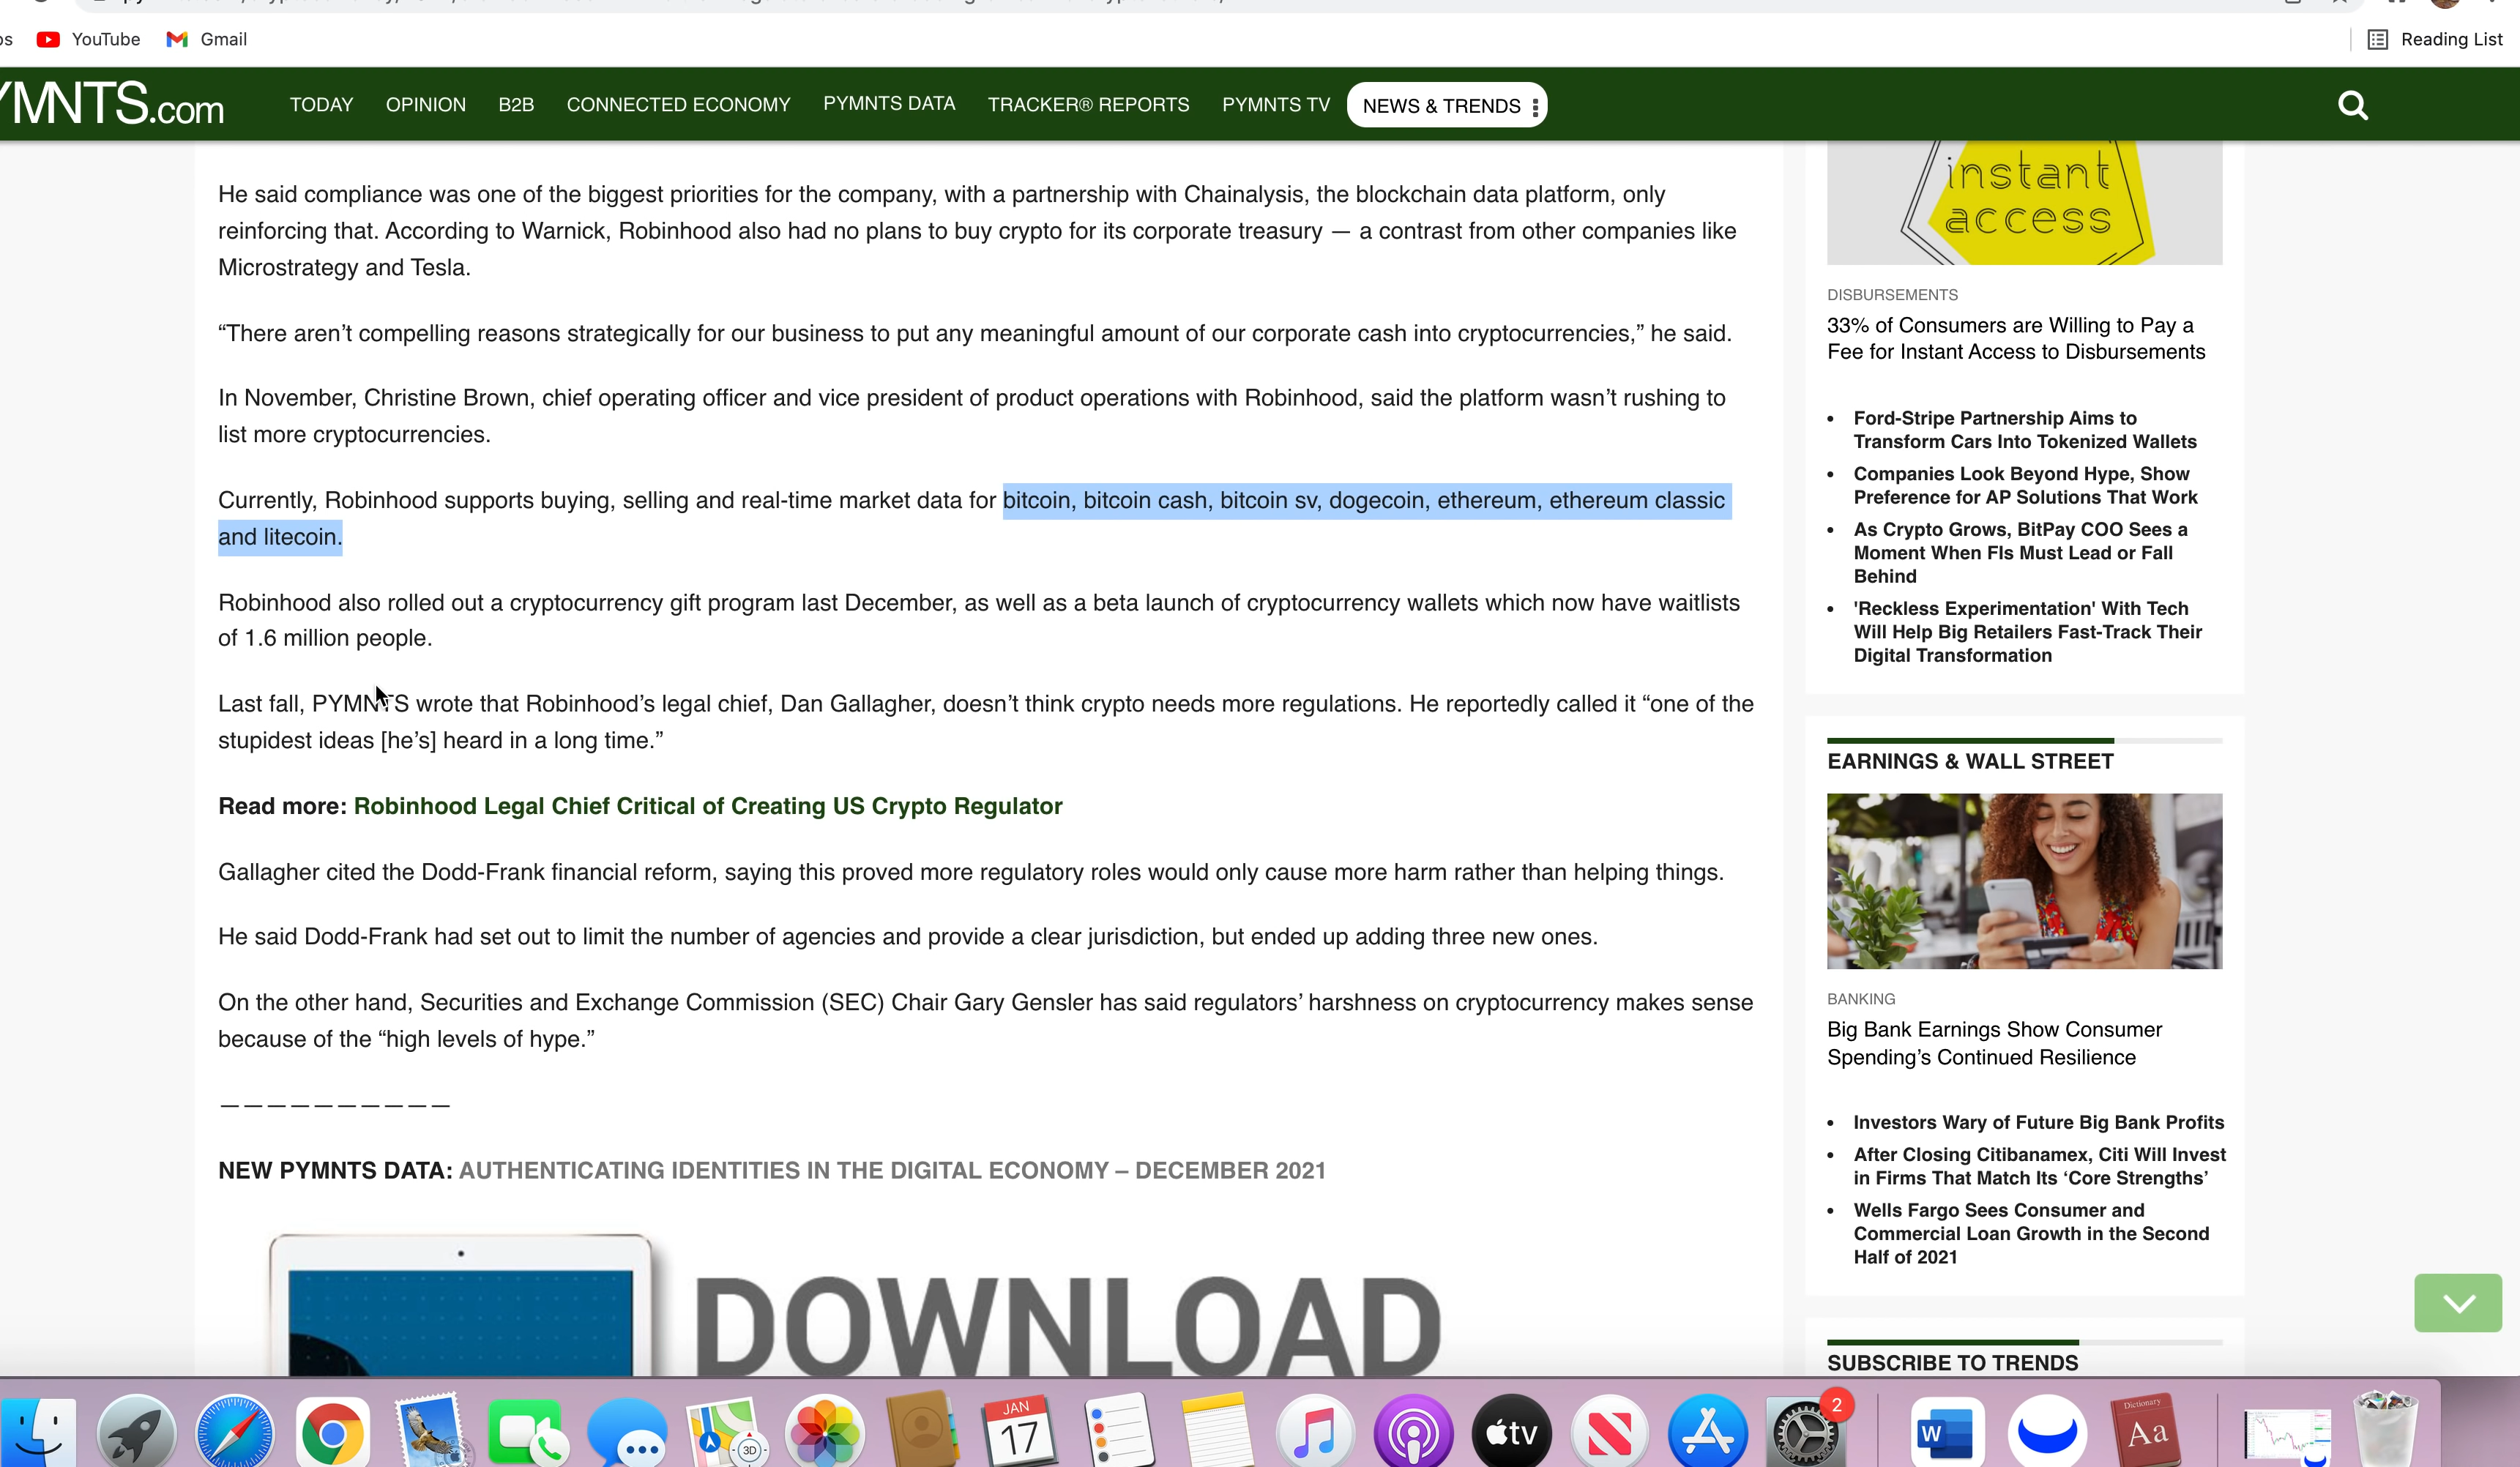 YouTube
Gmail
Reading List
YMNTS.com
TODAY
OPINION
B2B
CONNECTED ECONOMY
PYMNTS DATA
TRACKER® REPORTS
PYMNTS TV
NEWS & TRENDS
He said compliance was one of the biggest priorities for the company, with a partnership with Chainalysis, the blockchain data platform, only
reinforcing that. According to Warnick, Robinhood also had no plans to buy crypto for its corporate treasury — a contrast from other companies like
Microstrategy and Tesla.
“There aren’t compelling reasons strategically for our business to put any meaningful amount of our corporate cash into cryptocurrencies,” he said.
In November, Christine Brown, chief operating officer and vice president of product operations with Robinhood, said the platform wasn’t rushing to
list more cryptocurrencies.
Currently, Robinhood supports buying, selling and real-time market data for bitcoin, bitcoin cash, bitcoin sv, dogecoin, ethereum, ethereum classic
and litecoin.
Robinhood also rolled out a cryptocurrency gift program last December, as well as a beta launch of cryptocurrency wallets which now have waitlists
of 1.6 million people.
Last fall, PYMNTS wrote that Robinhood’s legal chief, Dan Gallagher, doesn’t think crypto needs more regulations. He reportedly called it “one of the
stupidest ideas [he’s] heard in a long time.”
Read more: Robinhood Legal Chief Critical of Creating US Crypto Regulator
Gallagher cited the Dodd-Frank financial reform, saying this proved more regulatory roles would only cause more harm rather than helping things.
He said Dodd-Frank had set out to limit the number of agencies and provide a clear jurisdiction, but ended up adding three new ones.
On the other hand, Securities and Exchange Commission (SEC) Chair Gary Gensler has said regulators’ harshness on cryptocurrency makes sense
because of the “high levels of hype.”
——————————
NEW PYMNTS DATA: AUTHENTICATING IDENTITIES IN THE DIGITAL ECONOMY – DECEMBER 2021
DOWNLOAD
instant
access
DISBURSEMENTS
33% of Consumers are Willing to Pay a
Fee for Instant Access to Disbursements
• Ford-Stripe Partnership Aims to
Transform Cars Into Tokenized Wallets
• Companies Look Beyond Hype, Show
Preference for AP Solutions That Work
• As Crypto Grows, BitPay COO Sees a
Moment When FIs Must Lead or Fall
Behind
• 'Reckless Experimentation' With Tech
Will Help Big Retailers Fast-Track Their
Digital Transformation
EARNINGS & WALL STREET
BANKING
Big Bank Earnings Show Consumer
Spending’s Continued Resilience
• Investors Wary of Future Big Bank Profits
• After Closing Citibanamex, Citi Will Invest
in Firms That Match Its ‘Core Strengths’
• Wells Fargo Sees Consumer and
Commercial Loan Growth in the Second
Half of 2021
SUBSCRIBE TO TRENDS
3D
JAN
17
tv
2
W
Dictionary
Aa